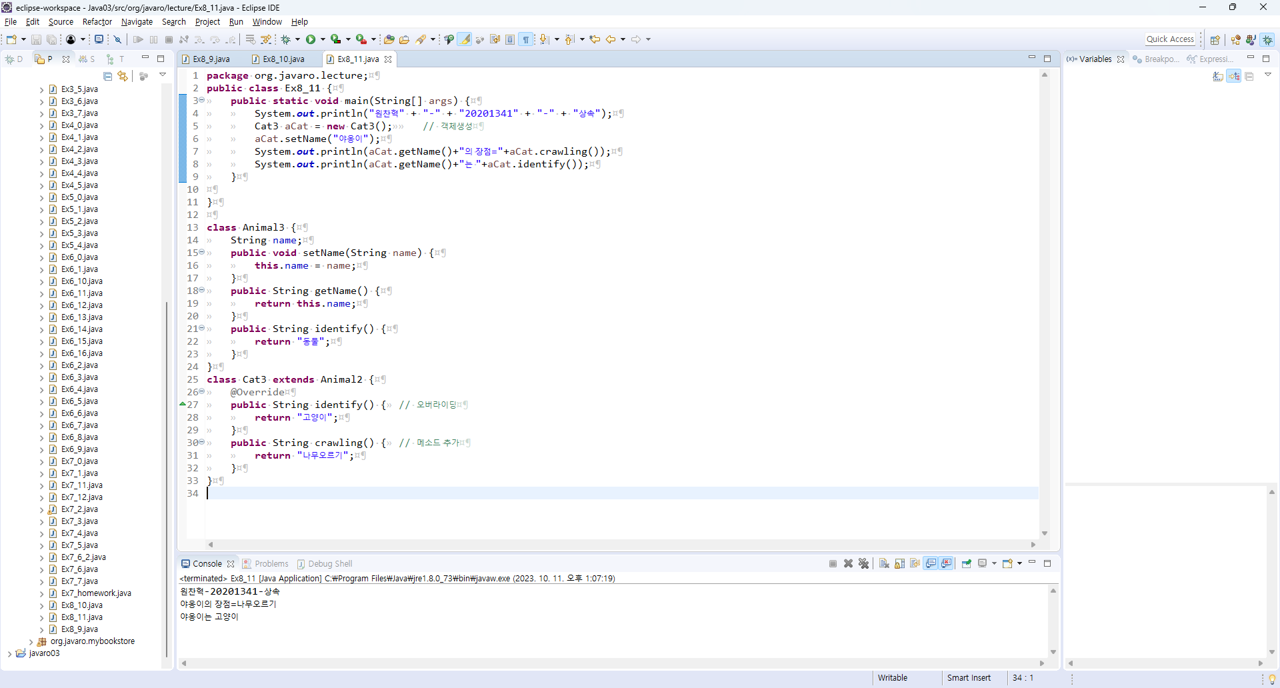 eclipse-workspace - Java03/src/org/javaro/lecture/Ex8_11.java - Eclipse IDE
File Edit Source Refactor Navigate Search Project Run Window Help
Quick Access
D P S T
Ex8_9.java Ex8_10.java Ex8_11.java
Variables Breakpo... Expressi...
Ex3_5.java
Ex3_6.java
Ex3_7.java
Ex4_0.java
Ex4_1.java
Ex4_2.java
Ex4_3.java
Ex4_4.java
Ex4_5.java
Ex5_0.java
Ex5_1.java
Ex5_2.java
Ex5_3.java
Ex5_4.java
Ex6_0.java
Ex6_1.java
Ex6_10.java
Ex6_11.java
Ex6_12.java
Ex6_13.java
Ex6_14.java
Ex6_15.java
Ex6_16.java
Ex6_2.java
Ex6_3.java
Ex6_4.java
Ex6_5.java
Ex6_6.java
Ex6_7.java
Ex6_8.java
Ex6_9.java
Ex7_0.java
Ex7_1.java
Ex7_11.java
Ex7_12.java
Ex7_2.java
Ex7_3.java
Ex7_4.java
Ex7_5.java
Ex7_6_2.java
Ex7_6.java
Ex7_7.java
Ex7_homework.java
Ex8_10.java
Ex8_11.java
Ex8_9.java
org.javaro.mybookstore
javaro03
1 package org.javaro.lecture;
2 public class Ex8_11 {
3 public static void main(String[] args) {
4 System.out.println("원찬혁" + "-" + "20201341" + "-" + "상속");
5 Cat3 aCat = new Cat3(); // 객체생성
6 aCat.setName("야옹이");
7 System.out.println(aCat.getName()+"의 장점="+aCat.crawling());
8 System.out.println(aCat.getName()+"는 "+aCat.identify());
9 }
10
11 }
12
13 class Animal3 {
14 String name;
15 public void setName(String name) {
16 this.name = name;
17 }
18 public String getName() {
19 return this.name;
20 }
21 public String identify() {
22 return "동물";
23 }
24 }
25 class Cat3 extends Animal2 {
26 @Override
27 public String identify() { // 오버라이딩
28 return "고양이";
29 }
30 public String crawling() { // 메소드 추가
31 return "나무오르기";
32 }
33 }
34
Console Problems Debug Shell
<terminated> Ex8_11 [Java Application] C:₩Program Files₩Java₩jre1.8.0_73₩bin₩javaw.exe (2023. 10. 11. 오후 1:07:19)
원찬혁-20201341-상속
야옹이의 장점=나무오르기
야옹이는 고양이
Writable Smart Insert 34 : 1